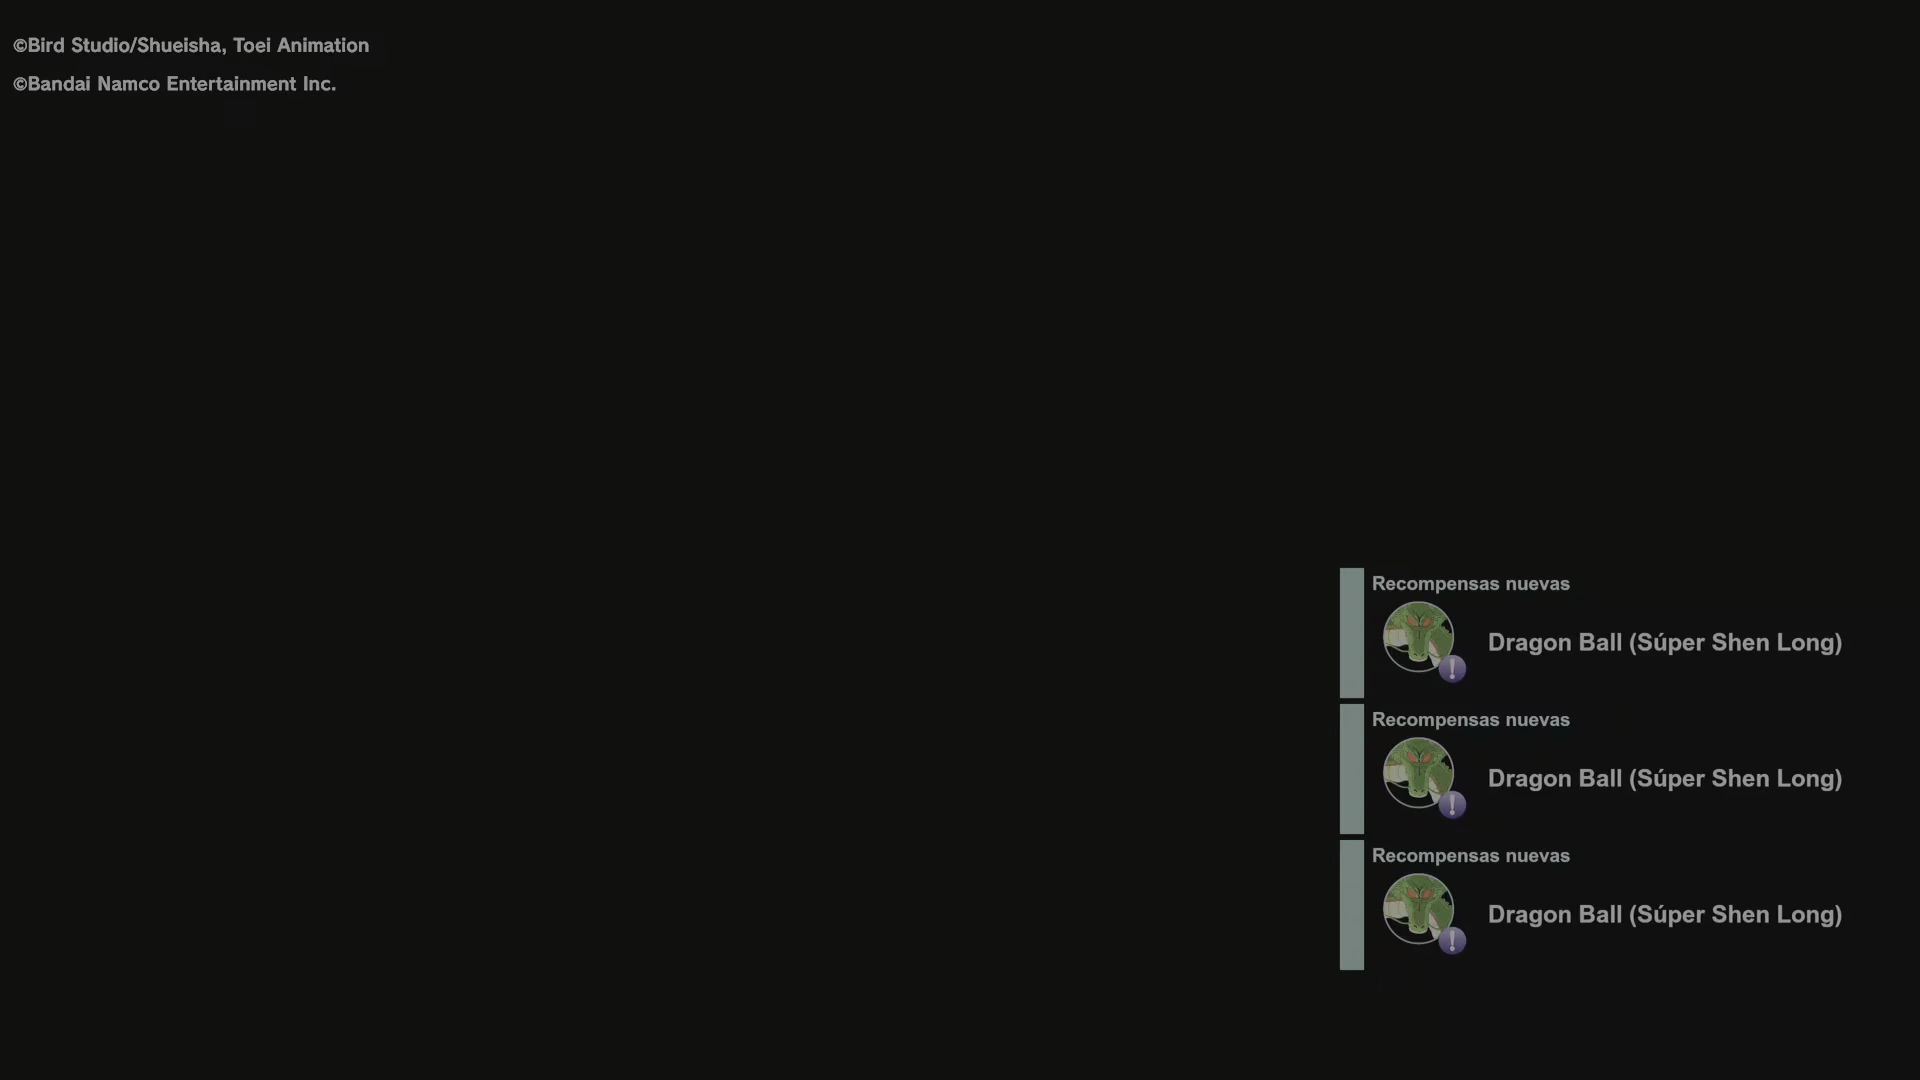 ©Bird Studio/Shueisha, Toei Animation
©Bandai Namco Entertainment Inc.
Recompensas nuevas
Dragon Ball (Súper Shen Long)
Recompensas nuevas
Dragon Ball (Súper Shen Long)
Recompensas nuevas
Dragon Ball (Súper Shen Long)